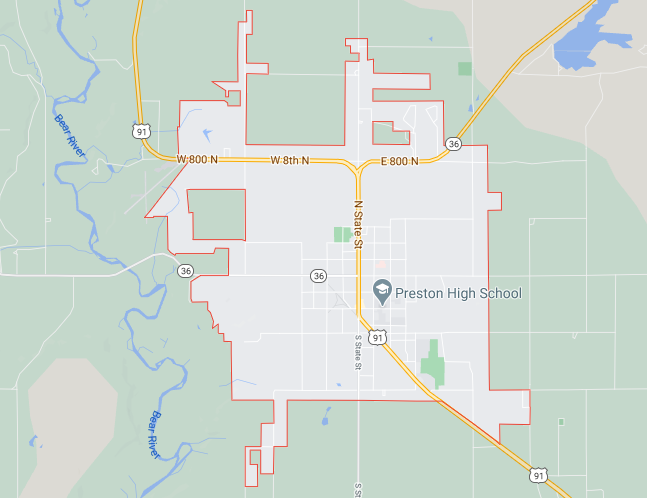 Bear River
91
36
W 800 N
W 8th N
E 800 N
N State St
36
36
Preston High School
91
S State St
Bear River
91
S St